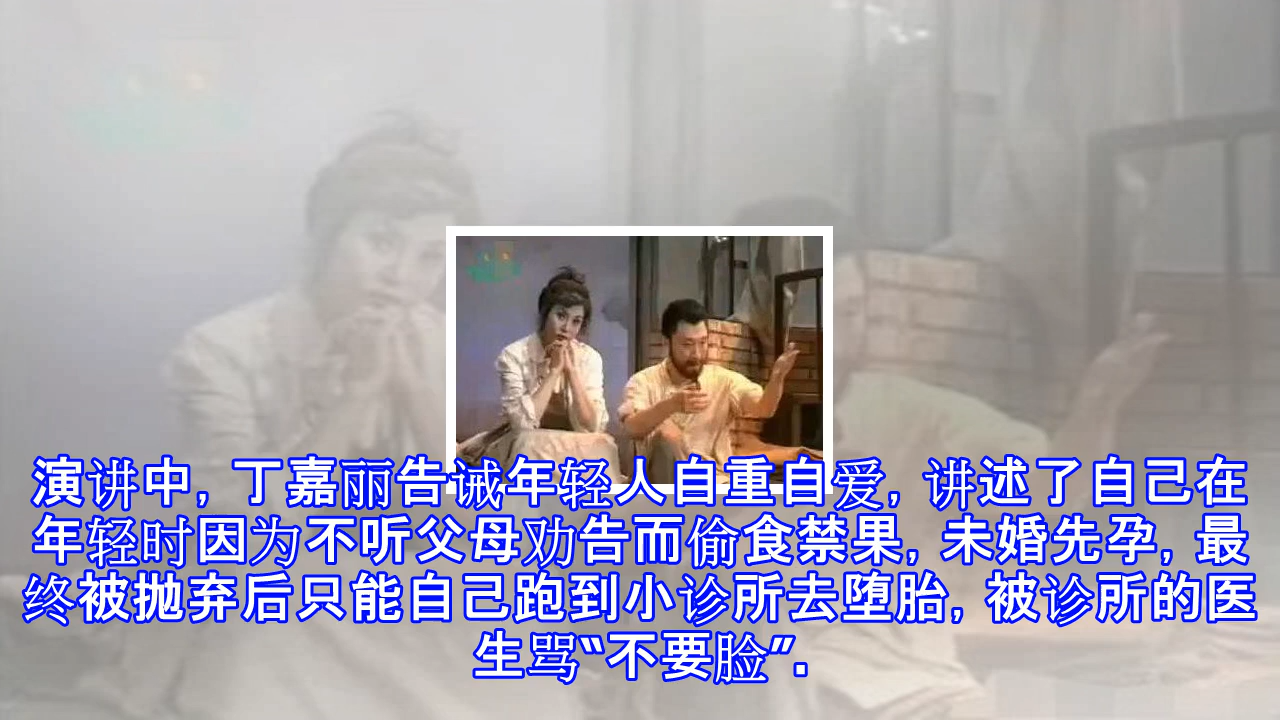 演讲中, 丁嘉丽告诫年轻人自重自爱, 讲述了自己在
年轻时因为不听父母劝告而偷食禁果, 未婚先孕, 最
终被抛弃后只能自己跑到小诊所去堕胎, 被诊所的医
生骂“不要脸”.